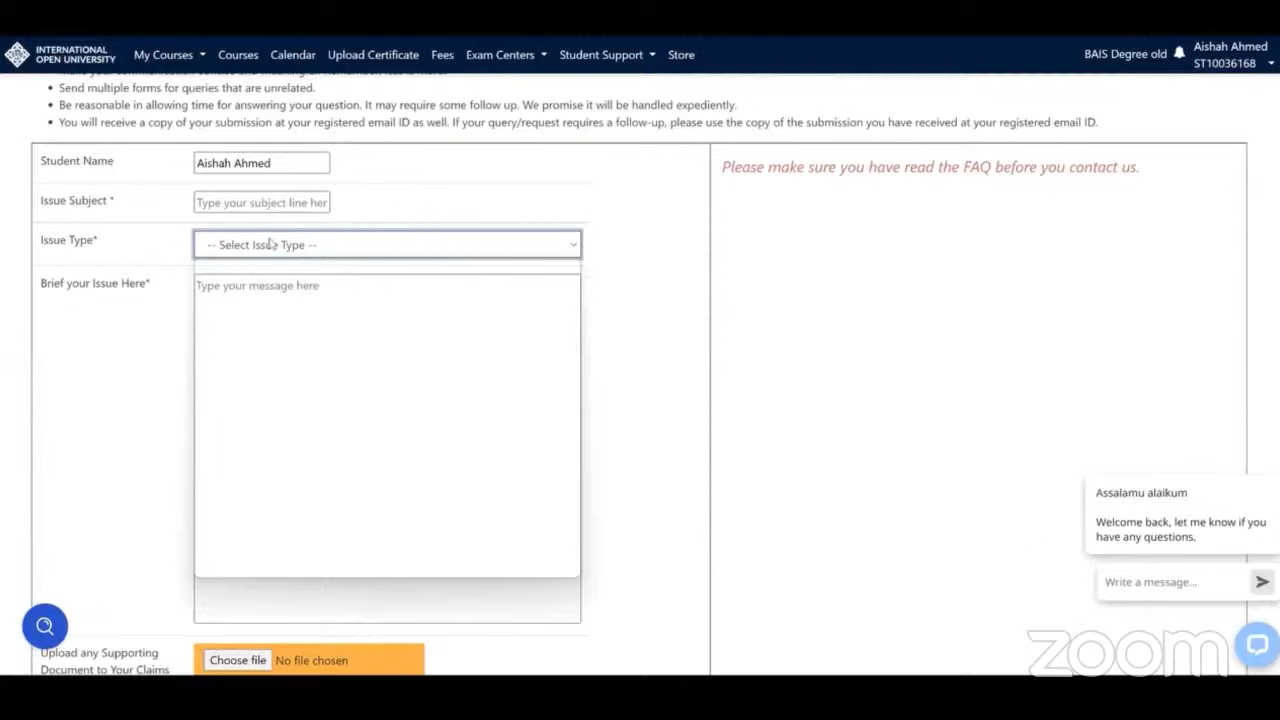 INTERNATIONAL
OPEN UNIVERSITY
My Courses
Courses
Calendar
Upload Certificate
Fees
Exam Centers
Student Support
Store
BAIS Degree old
Aishah Ahmed
ST10036168
Send multiple forms for queries that are unrelated.
Be reasonable in allowing time for answering your question. It may require some follow up. We promise it will be handled expediently.
You will receive a copy of your submission at your registered email ID as well. If your query/request requires a follow-up, please use the copy of the submission you have received at your registered email ID.
Student Name
Aishah Ahmed
Issue Subject *
Type your subject line her
Issue Type*
-- Select Issue Type --
Brief your Issue Here*
Type your message here
Upload any Supporting
Document to Your Claims
Choose file No file chosen
Please make sure you have read the FAQ before you contact us.
Assalamu alaikum
Welcome back, let me know if you
have any questions.
Write a message...
zoom